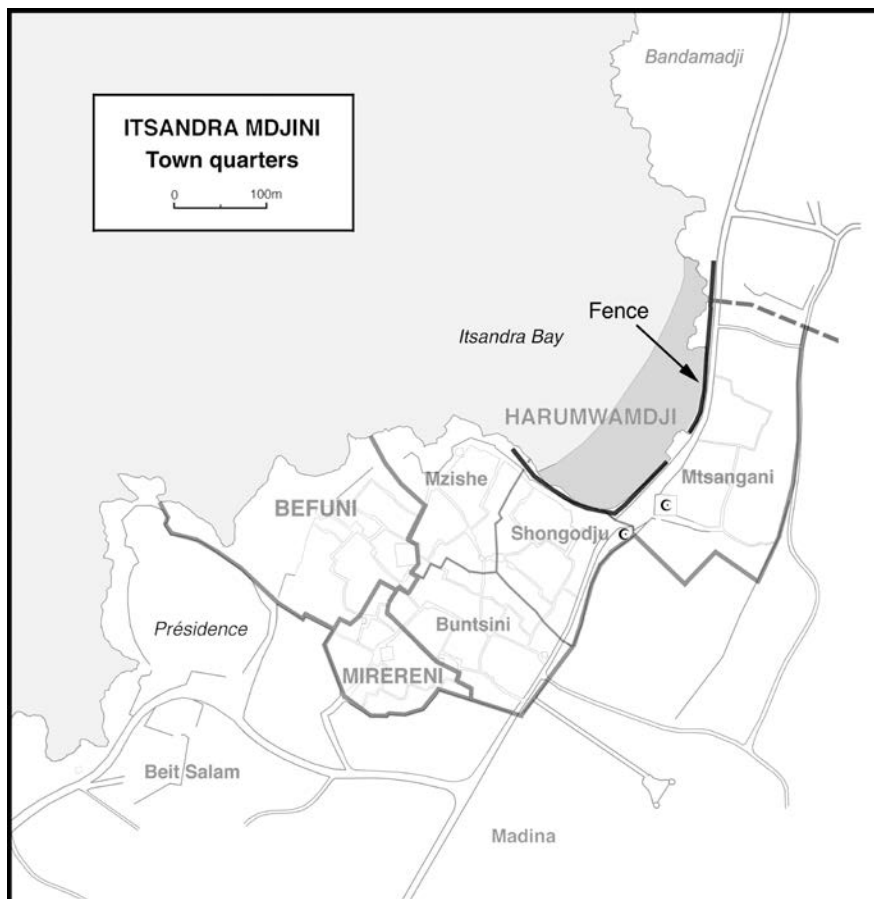 Bandamadji
ITSANDRA MDJINI
Town quarters
0 100m
Fence
Itsandra Bay
HARUMWAMDJI
Mzishe
Mtsangani
BEFUNI
Shongodju
Buntsini
Présidence
MIRERENI
Beit Salam
Madina